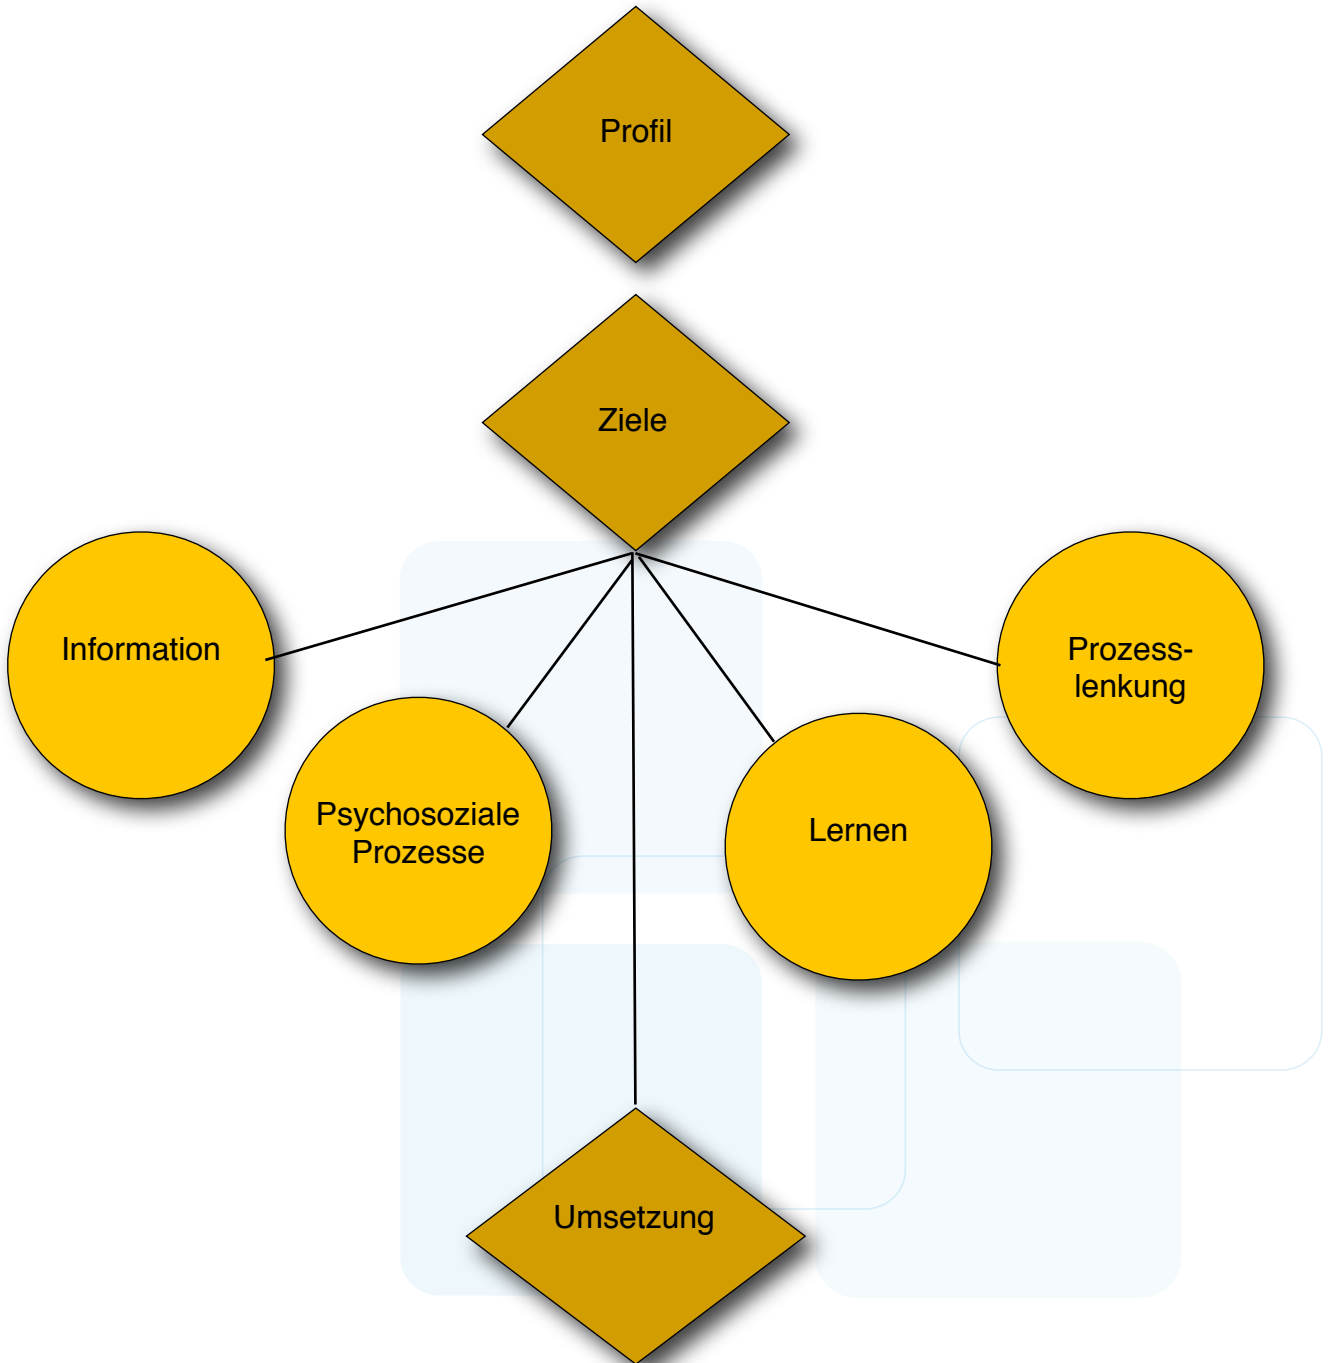 Profil
Ziele
Information
Prozess-
lenkung
Psychosoziale
Prozesse
Lernen
Umsetzung